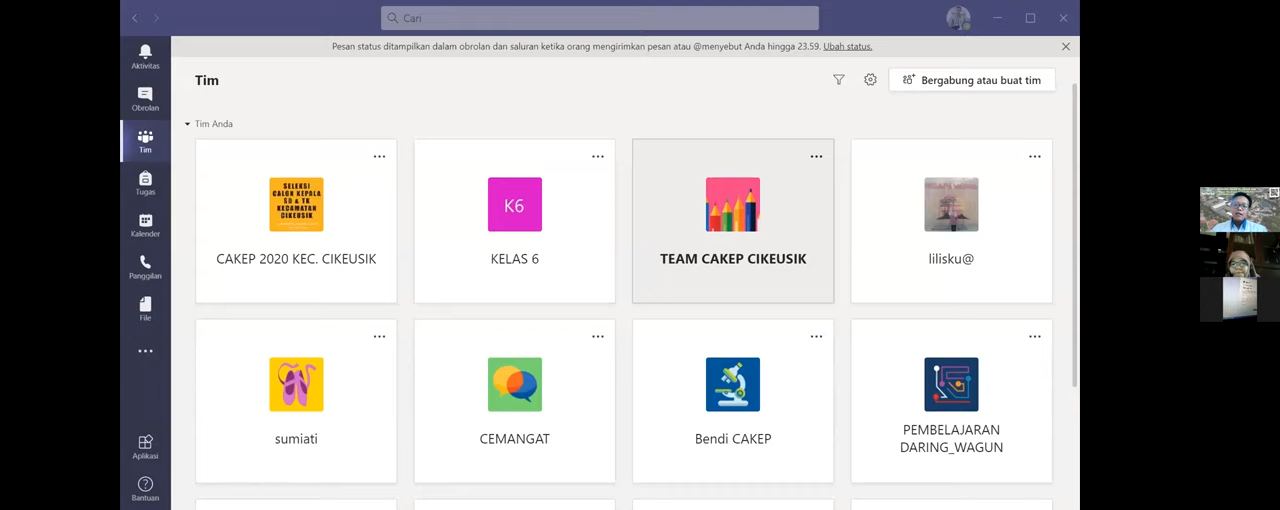 Cari
Pesan status ditampilkan dalam obrolan dan saluran ketika orang mengirimkan pesan atau @menyebut Anda hingga 23.59. Ubah status.
Aktivitas
Obrolan
Tim
Tugas
Kalender
Panggilan
File
Aplikasi
Bantuan
Tim
Bergabung atau buat tim
Tim Anda
SELEKSI
CALON KEPALA
SD & TK
KECAMATAN
CIKEUSIK
CAKEP 2020 KEC. CIKEUSIK
K6
KELAS 6
TEAM CAKEP CIKEUSIK
lilisku@
sumiati
CEMANGAT
Bendi CAKEP
PEMBELAJARAN
DARING_WAGUN